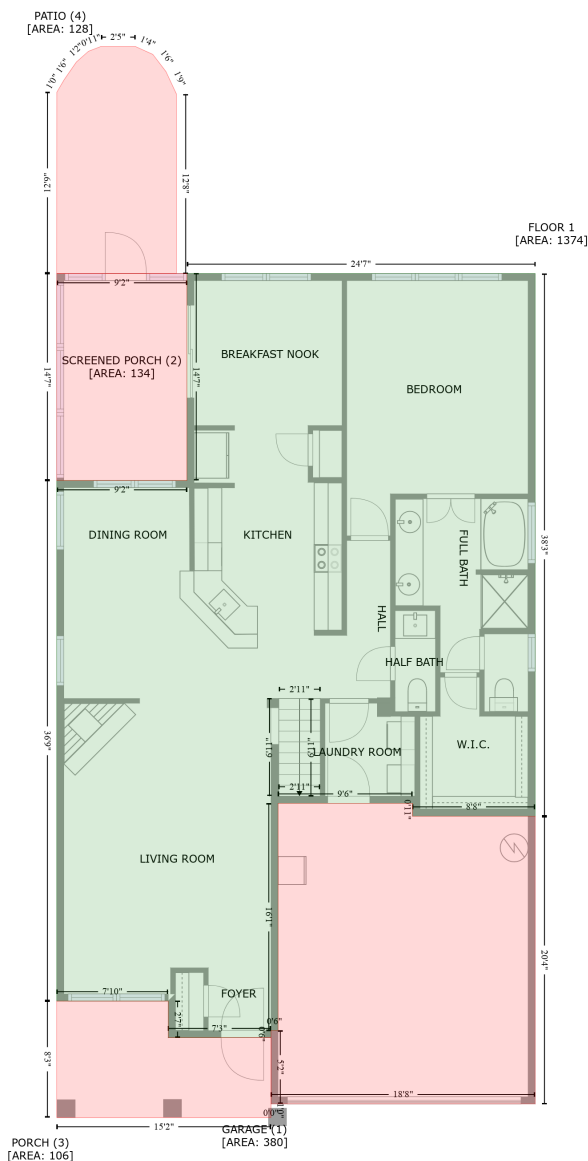 PATIO (4)
[AREA: 128]
1'0"
1'6"
1'2"
0'11"
2'5"
1'4"
1'6"
1'9"
12'8"
FLOOR 1
[AREA: 1374]
24'7"
9'2"
SCREENED PORCH (2)
[AREA: 134]
14'7"
14'7"
BREAKFAST NOOK
BEDROOM
9'2"
DINING ROOM
KITCHEN
FULL BATH
38'3"
HALL
HALF BATH
2'11"
6'11"
6'11"
LAUNDRY ROOM
W.I.C.
36'9"
2'11"
9'6"
0'11"
8'8"
LIVING ROOM
16'1"
20'4"
7'10"
FOYER
2'7"
7'3"
0'6"
0'6"
8'3"
5'2"
18'8"
0'0"
15'2"
GARAGE (1)
[AREA: 380]
PORCH (3)
[AREA: 106]